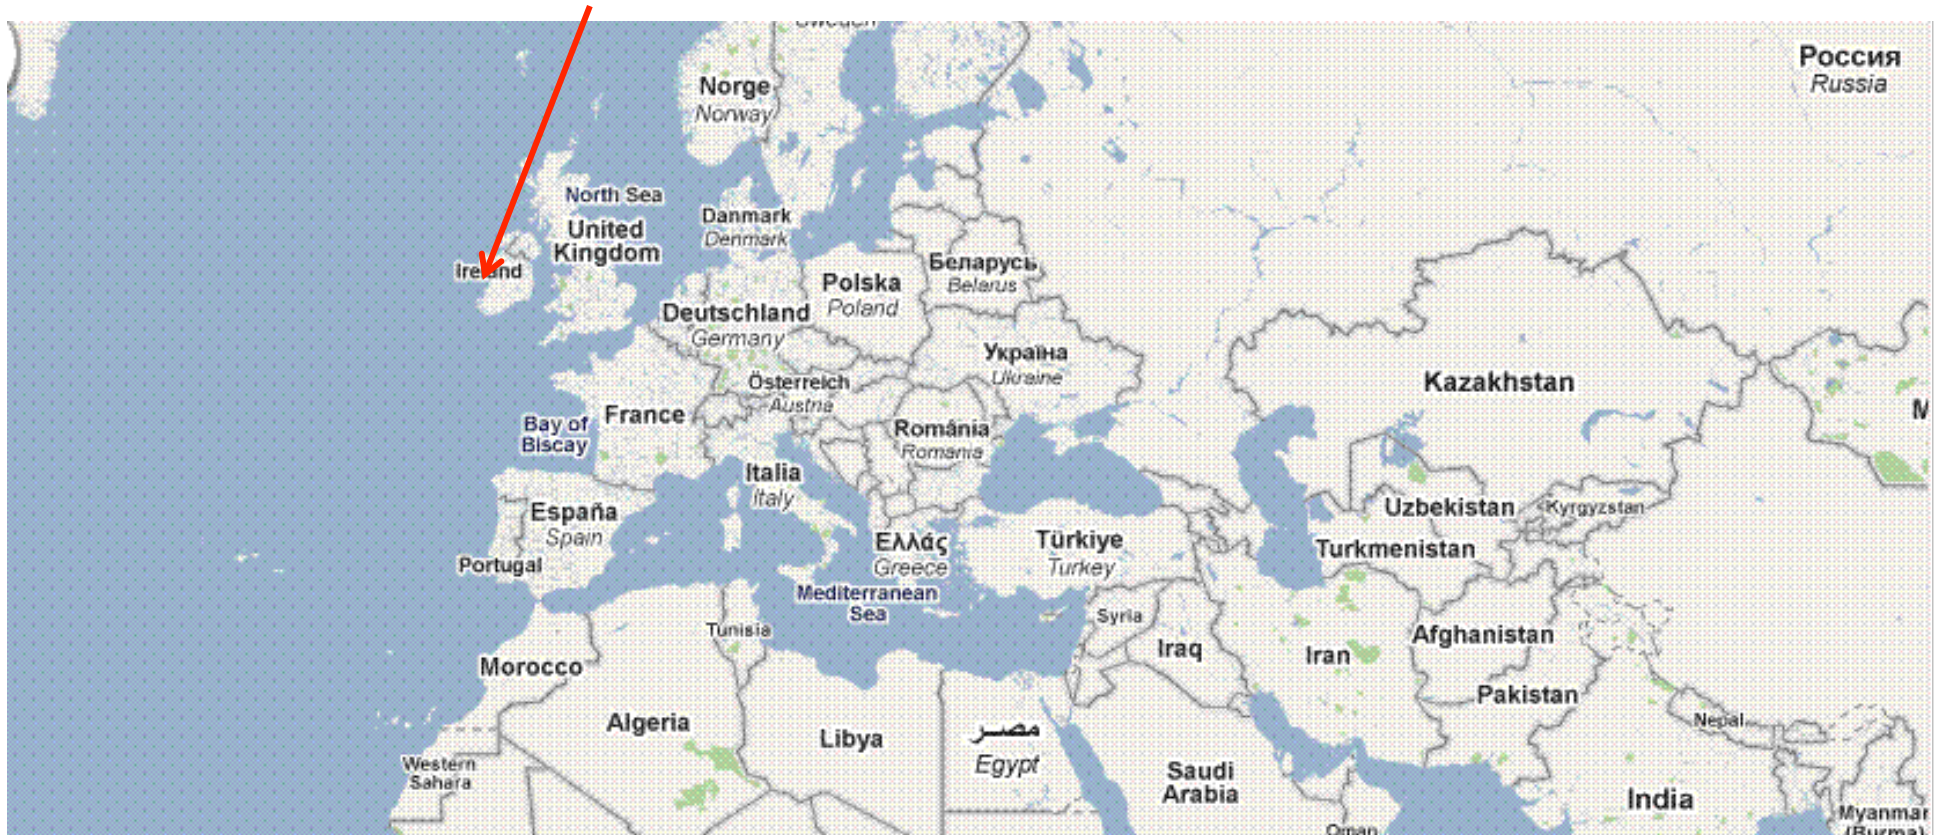 Sweden
Россия
Russia
Norge
Norway
North Sea
United
Kingdom
Danmark
Denmark
Ireland
Беларусь
Belarus
Polska
Poland
Deutschland
Germany
Україна
Ukraine
Österreich
Austria
Kazakhstan
France
Bay of
Biscay
România
Romania
M
Italia
Italy
España
Spain
Portugal
Uzbekistan
Kyrgyzstan
Turkmenistan
Ελλάς
Greece
Türkiye
Turkey
Mediterranean
Sea
Syria
Tunisia
Iraq
Iran
Afghanistan
Morocco
Pakistan
Algeria
Libya
مصر
Egypt
Nepal
Western
Sahara
Saudi
Arabia
India
Oman
Myanmar
(Burma)